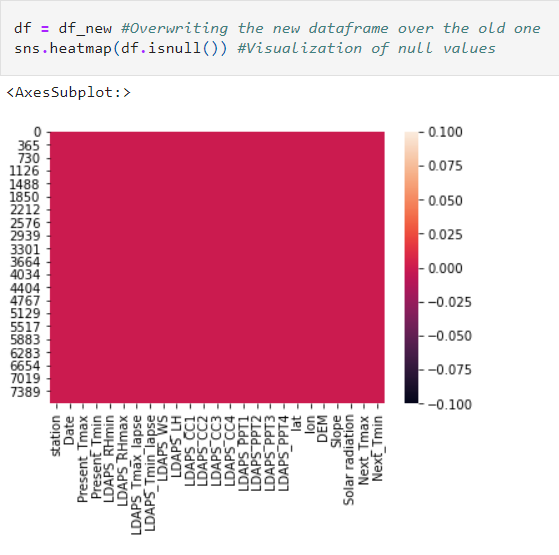 df = df_new #Overwriting the new dataframe over the old one
sns.heatmap(df.isnull()) #Visualization of null values
<AxesSubplot:>
0
365
730
1126
1488
1850
2212
2576
2939
3301
3664
4034
4404
4767
5129
5517
5883
6283
6654
7019
7389
0.100
0.075
0.050
0.025
0.000
−0.025
−0.050
−0.075
−0.100
station
Date
Present_Tmax
Present_Tmin
LDAPS_RHmin
LDAPS_RHmax
LDAPS_Tmax_lapse
LDAPS_Tmin_lapse
LDAPS_WS
LDAPS_LH
LDAPS_CC1
LDAPS_CC2
LDAPS_CC3
LDAPS_CC4
LDAPS_PPT1
LDAPS_PPT2
LDAPS_PPT3
LDAPS_PPT4
lat
lon
DEM
Slope
Solar radiation
Next_Tmax
Next_Tmin